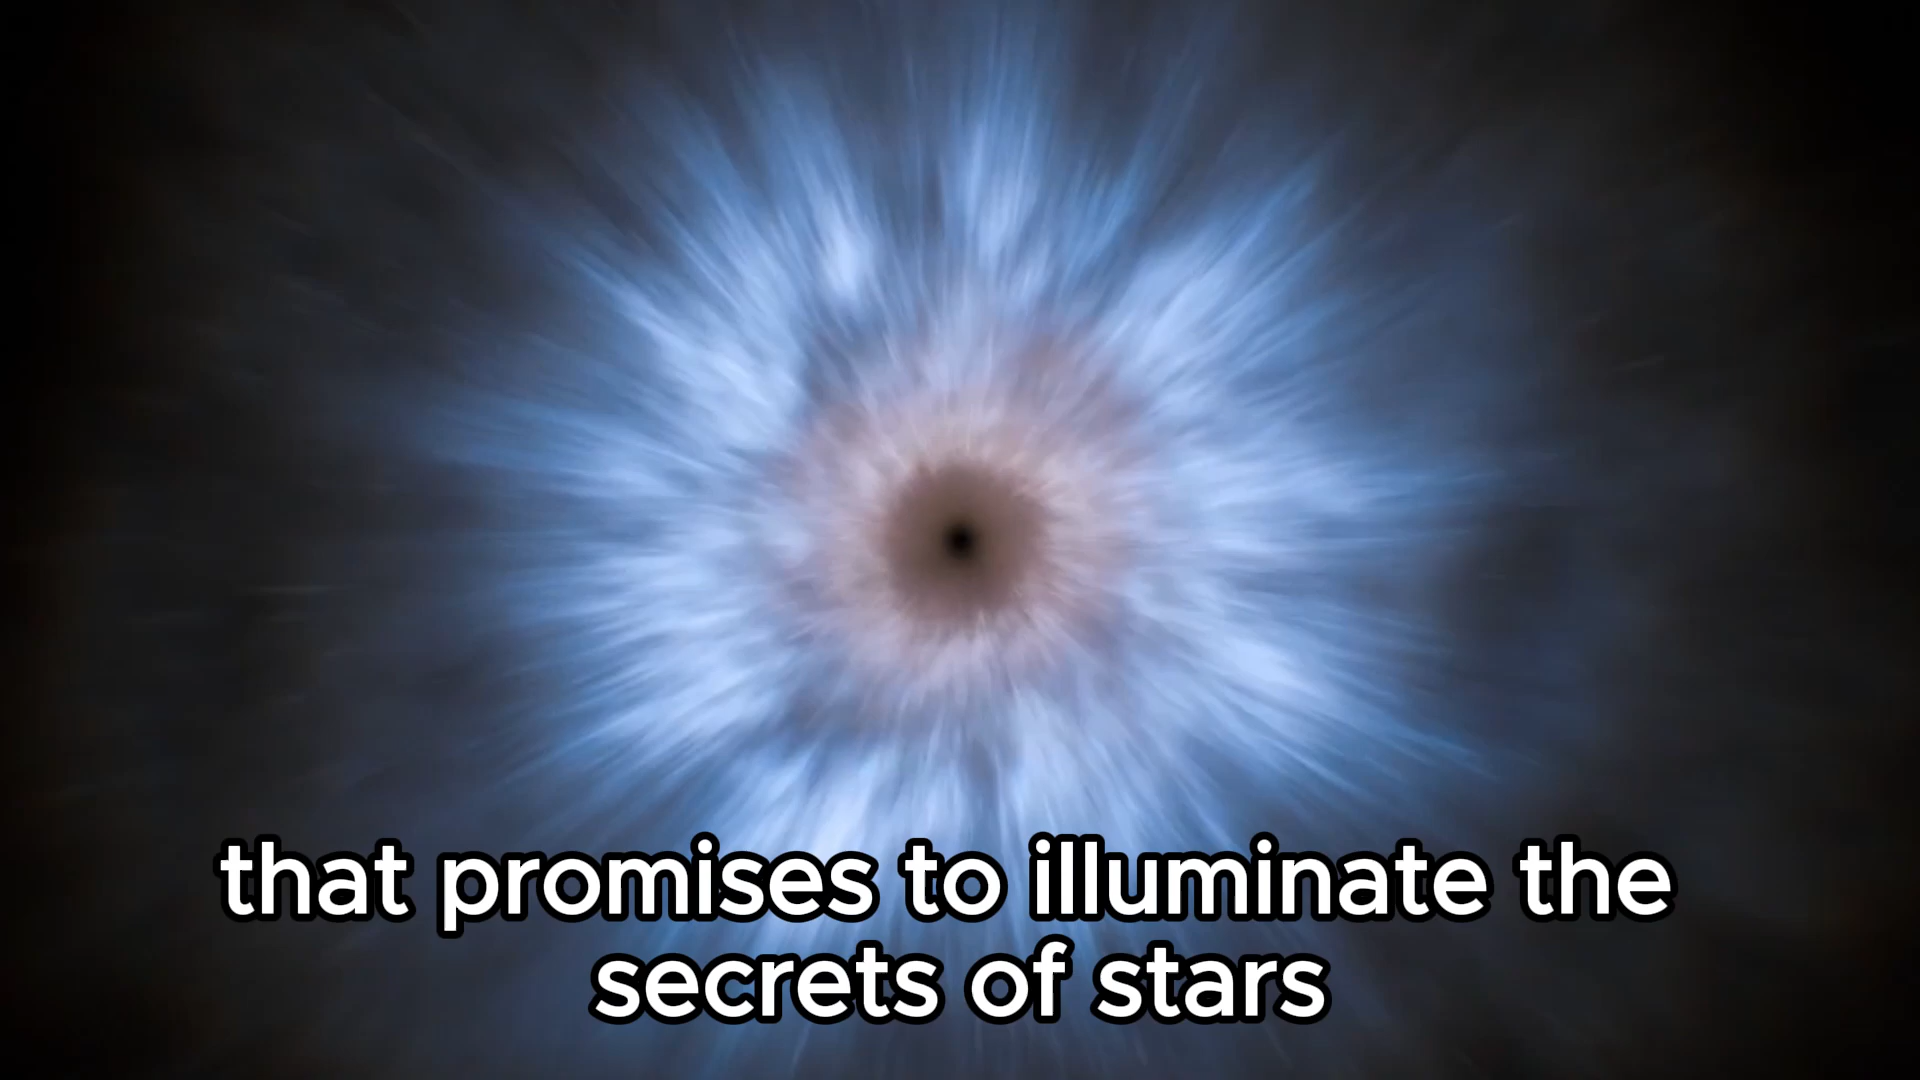 that promises to illuminate the
secrets of stars